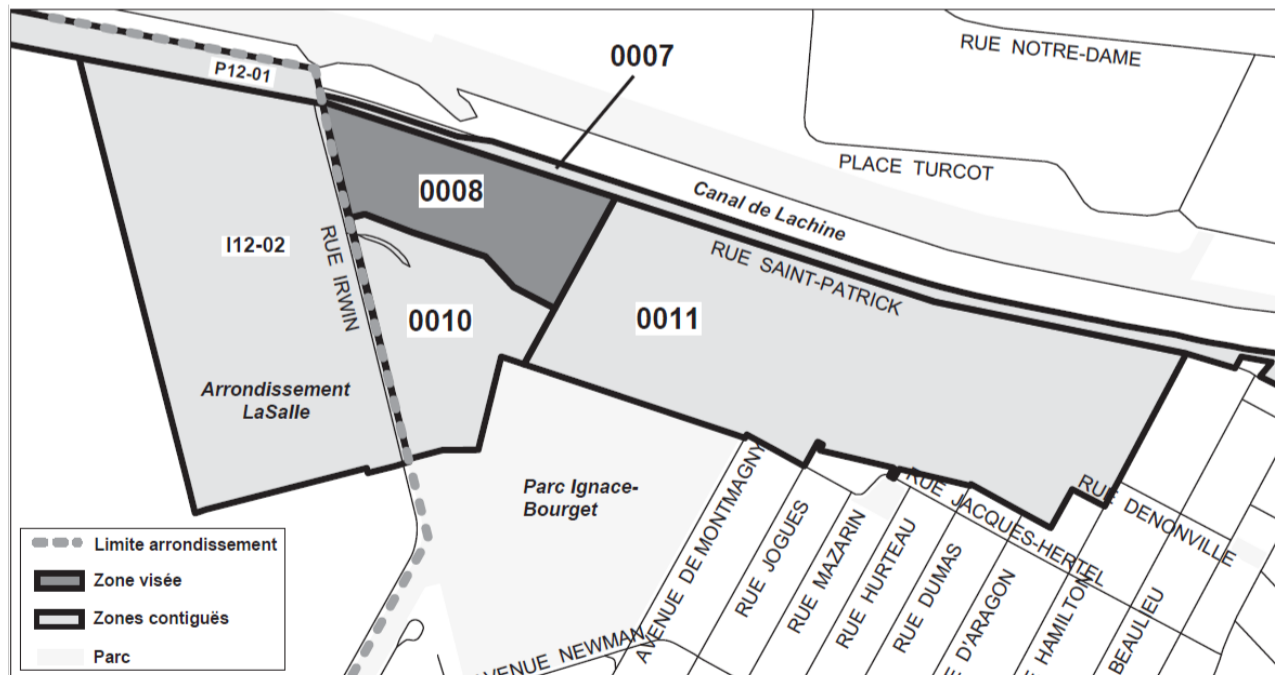 0007
RUE NOTRE-DAME
P12-01
PLACE TURCOT
0008
Canal de Lachine
I12-02
RUE IRWIN
RUE SAINT-PATRICK
0010
0011
Arrondissement
LaSalle
Parc Ignace-
Bourget
AVENUE DE MONTMAGNY
RUE JOGUES
RUE MAZARIN
RUE HURTEAU
RUE DUMAS
E D'ARAGON
E HAMILTON
BEAULIEU
RUE JACQUES-HERTEL
RUE DENONVILLE
AVENUE NEWMAN
Limite arrondissement
Zone visée
Zones contiguës
Parc